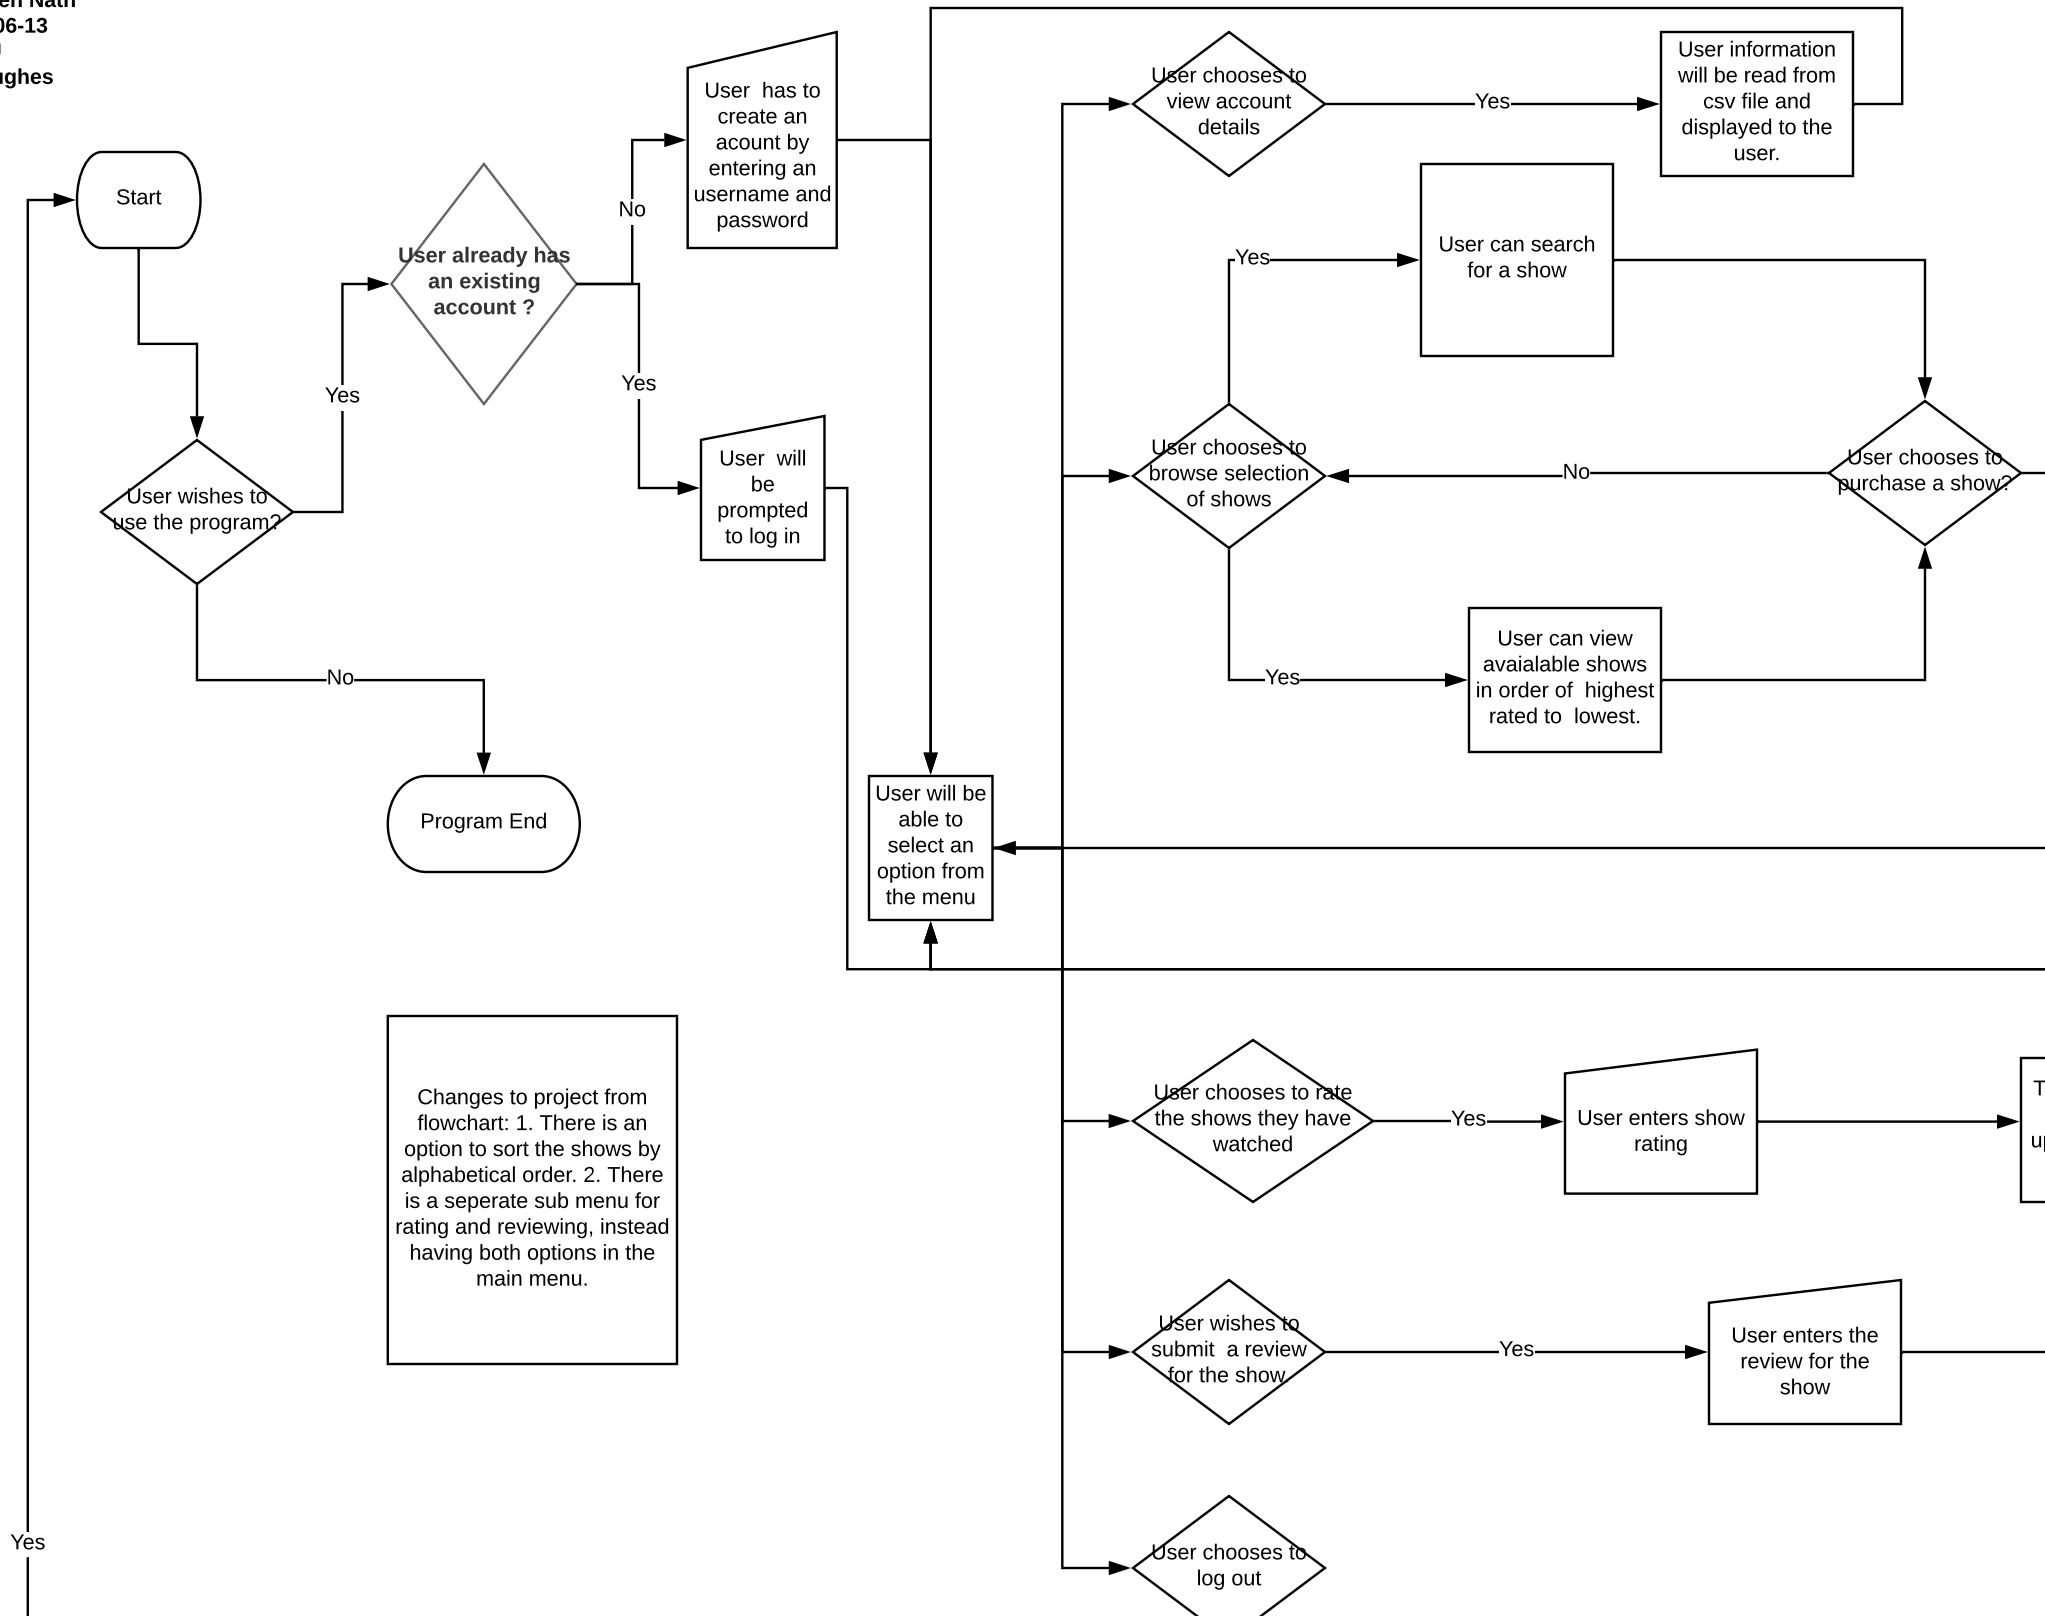 Nath
06-13
Start
User wishes to
use the program?
Yes
No
Program End
User already has
an existing
account ?
No
Yes
User  has to
create an
acount by
entering an
username and
password
User  will
be
prompted
to log in
User will be
able to
select an
option from
the menu
User chooses to
view account
details
Yes
User information
will be read from
csv file and
displayed to the
user.
User chooses to
browse selection
of shows
Yes
User can search
for a show
Yes
User can view
avaialable shows
in order of  highest
rated to  lowest.
No
User chooses to
purchase a show?
User chooses to rate
the shows they have
watched
Yes
User enters show
rating
User wishes to
submit  a review
for the show
Yes
User enters the
review for the
show
User chooses to
log out
Changes to project from
flowchart: 1. There is an
option to sort the shows by
alphabetical order. 2. There
is a seperate sub menu for
rating and reviewing, instead
having both options in the
main menu.
Yes